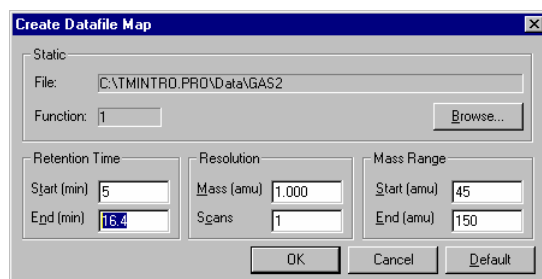 Create Datafile Map
Static
File: C:\TMINTRO.PRO\Data\GAS2
Function: 1
Browse...
Retention Time Resolution Mass Range
Start (min) 5 Mass (amu) 1.000 Start (amu) 45
End (min) 16.4 Scans 1 End (amu) 150
OK Cancel Default